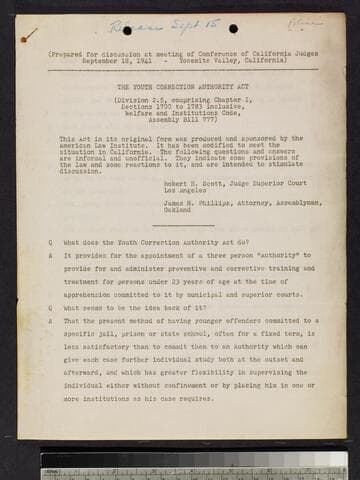 Release Sept 15
(Prepared for discussion at meeting of Conference of California Judges
September 18, 1941 - Yosemite Valley, California)
THE YOUTH CORRECTION AUTHORITY ACT
(Division 2.5, comprising Chapter 1,
Sections 1700 to 1783 inclusive,
Welfare and Institutions Code,
Assembly Bill 777)
This Act in its original form was produced and sponsored by the
American Law Institute. It has been modified to meet the
situation in California. The following questions and answers
are informal and unofficial. They indicate some provisions of
the law and some reactions to it, and are intended to stimulate
discussion.
Robert H. Scott, Judge Superior Court
Los Angeles
James H. Phillips, Attorney, Assemblyman,
Oakland
Q What does the Youth Correction Authority Act do?
A It provides for the appointment of a three person "Authority" to
provide for and administer preventive and corrective training and
treatment for persons under 23 years of age at the time of
apprehension committed to it by municipal and superior courts.
Q What seems to be the idea back of it?
A That the present method of having younger offenders committed to a
specific jail, prison or state school, often for a fixed term, is
less satisfactory than to commit them to an Authority which can
give each case further individual study both at the outset and
afterward, and which has greater flexibility in supervising the
individual either without confinement or by placing him in one or
more institutions as his case requires.